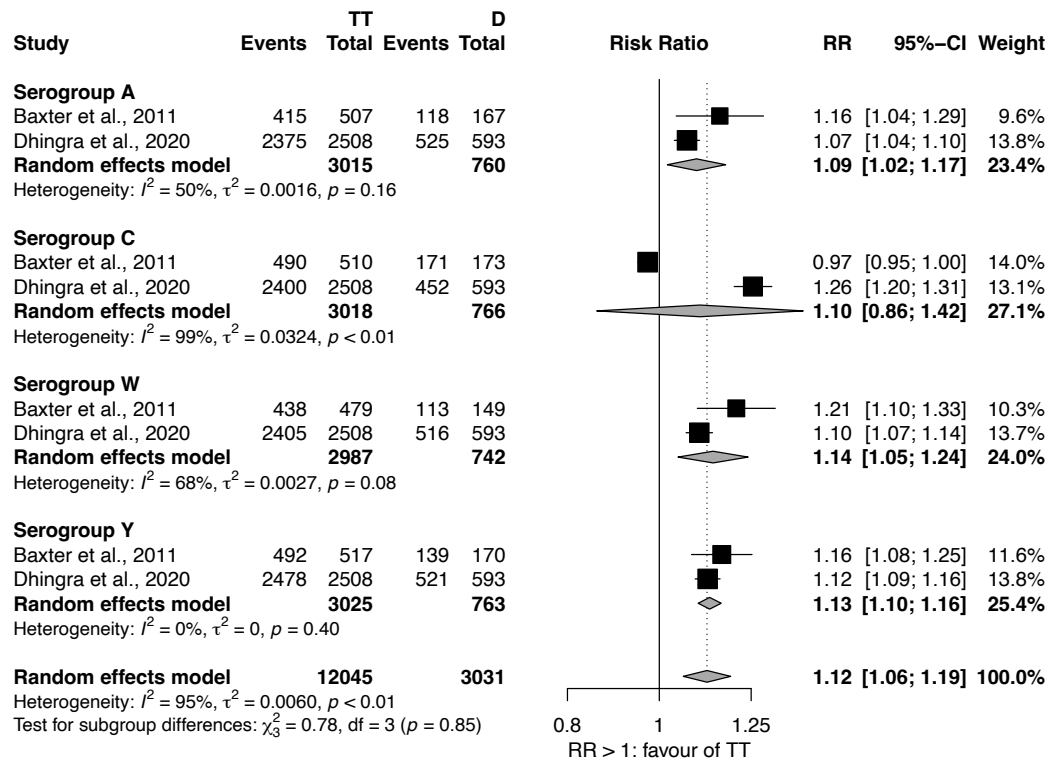 TT D
Study Events Total Events Total Risk Ratio RR 95%−CI Weight
Serogroup A
Baxter et al., 2011 415 507 118 167 1.16 [1.04; 1.29] 9.6%
Dhingra et al., 2020 2375 2508 525 593 1.07 [1.04; 1.10] 13.8%
Random effects model 3015 760 1.09 [1.02; 1.17] 23.4%
Heterogeneity: I² = 50%, τ² = 0.0016, p = 0.16
Serogroup C
Baxter et al., 2011 490 510 171 173 0.97 [0.95; 1.00] 14.0%
Dhingra et al., 2020 2400 2508 452 593 1.26 [1.20; 1.31] 13.1%
Random effects model 3018 766 1.10 [0.86; 1.42] 27.1%
Heterogeneity: I² = 99%, τ² = 0.0324, p < 0.01
Serogroup W
Baxter et al., 2011 438 479 113 149 1.21 [1.10; 1.33] 10.3%
Dhingra et al., 2020 2405 2508 516 593 1.10 [1.07; 1.14] 13.7%
Random effects model 2987 742 1.14 [1.05; 1.24] 24.0%
Heterogeneity: I² = 68%, τ² = 0.0027, p = 0.08
Serogroup Y
Baxter et al., 2011 492 517 139 170 1.16 [1.08; 1.25] 11.6%
Dhingra et al., 2020 2478 2508 521 593 1.12 [1.09; 1.16] 13.8%
Random effects model 3025 763 1.13 [1.10; 1.16] 25.4%
Heterogeneity: I² = 0%, τ² = 0, p = 0.40
Random effects model 12045 3031 1.12 [1.06; 1.19] 100.0%
Heterogeneity: I² = 95%, τ² = 0.0060, p < 0.01
Test for subgroup differences: χ²₃ = 0.78, df = 3 (p = 0.85)
0.8 1 1.25
RR > 1: favour of TT